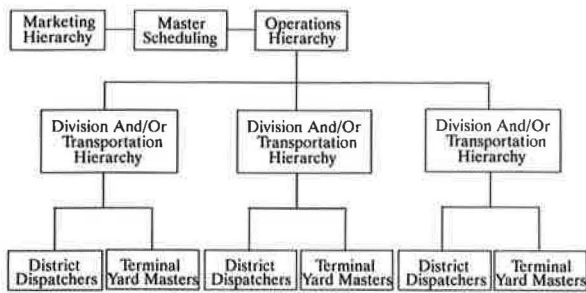 Marketing
Hierarchy
Master
Scheduling
Operations
Hierarchy
Division And/Or
Transportation
Hierarchy
Division And/Or
Transportation
Hierarchy
Division And/Or
Transportation
Hierarchy
District
Dispatchers
Terminal
Yard Masters
District
Dispatchers
Terminal
Yard Masters
District
Dispatchers
Terminal
Yard Masters